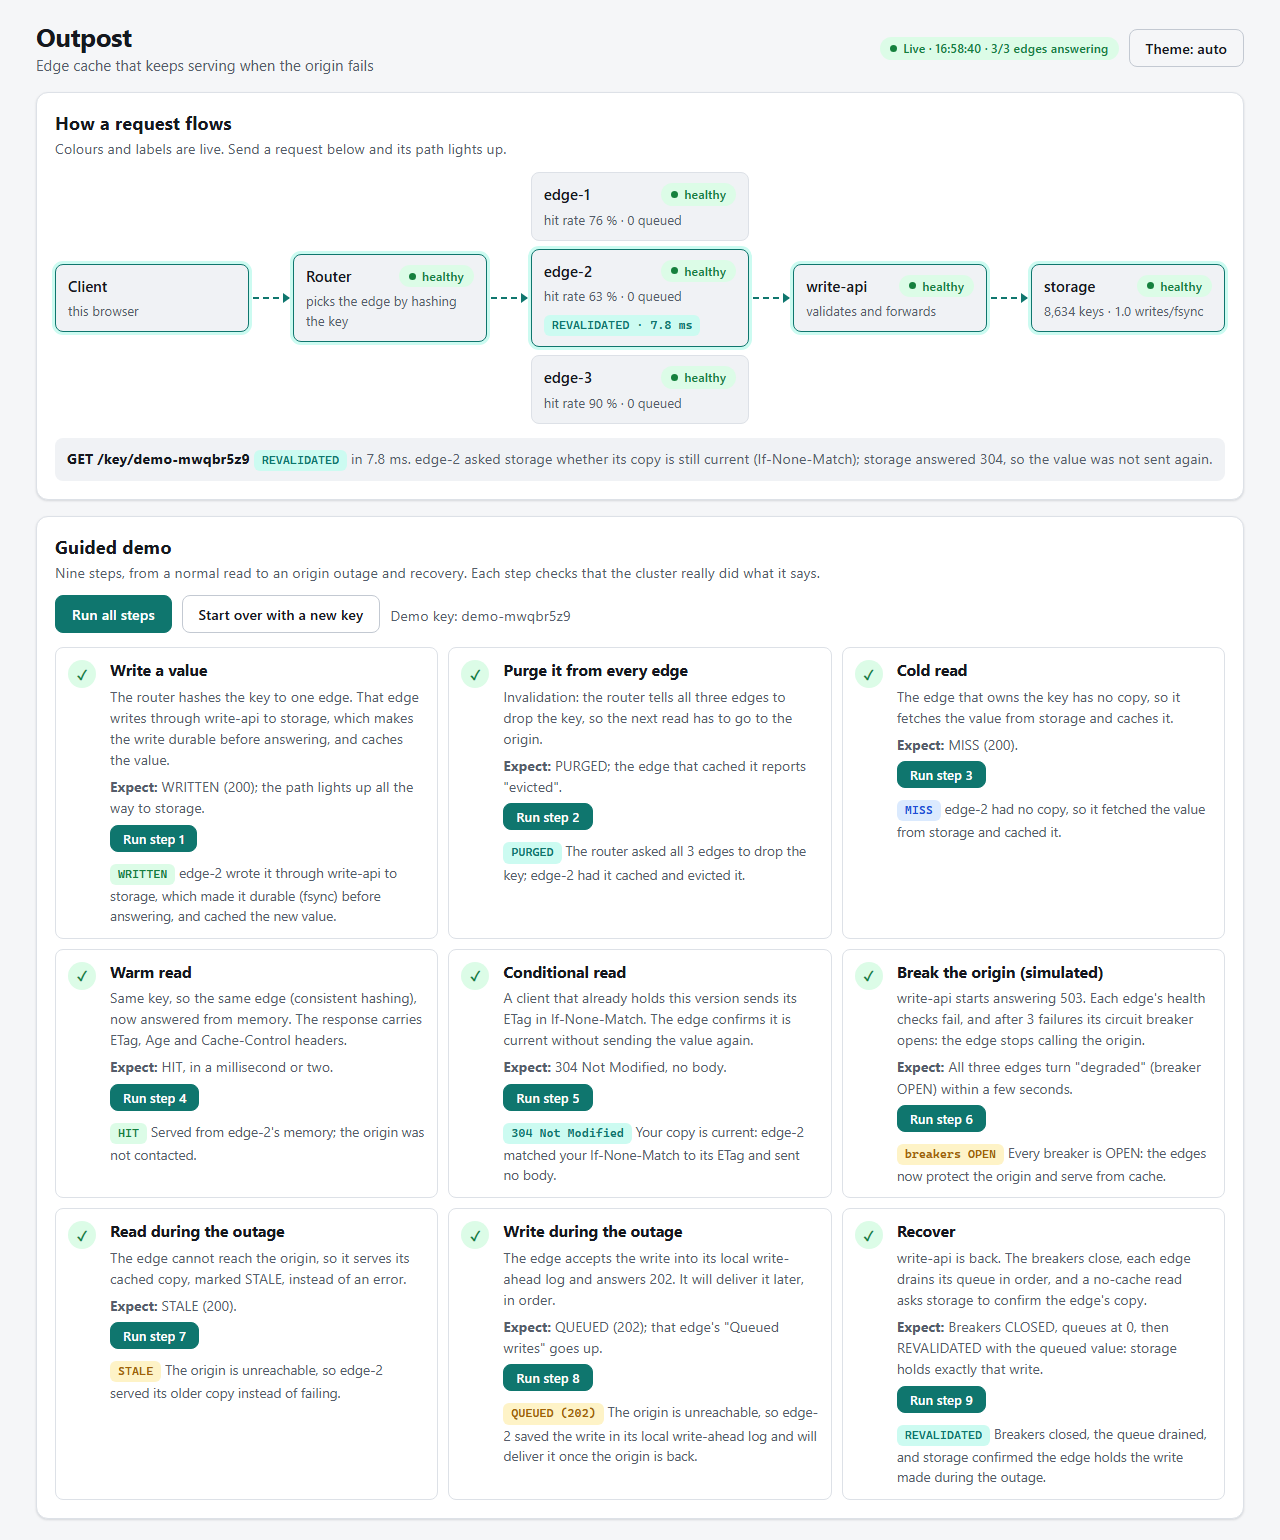 Outpost
Edge cache that keeps serving when the origin fails
Live · 16:58:40 · 3/3 edges answering
Theme: auto
How a request flows
Colours and labels are live. Send a request below and its path lights up.
Client
this browser
Router
healthy
picks the edge by hashing
the key
edge-1
healthy
hit rate 76 % · 0 queued
edge-2
healthy
hit rate 63 % · 0 queued
REVALIDATED · 7.8 ms
edge-3
healthy
hit rate 90 % · 0 queued
write-api
healthy
validates and forwards
storage
healthy
8,634 keys · 1.0 writes/fsync
GET /key/demo-mwqbr5z9 REVALIDATED in 7.8 ms. edge-2 asked storage whether its copy is still current (If-None-Match); storage answered 304, so the value was not sent again.
Guided demo
Nine steps, from a normal read to an origin outage and recovery. Each step checks that the cluster really did what it says.
Run all steps
Start over with a new key
Demo key: demo-mwqbr5z9
✓
Write a value
The router hashes the key to one edge. That edge
writes through write-api to storage, which makes
the write durable before answering, and caches
the value.
Expect: WRITTEN (200); the path lights up all the
way to storage.
Run step 1
WRITTEN edge-2 wrote it through write-api to
storage, which made it durable (fsync) before
answering, and cached the new value.
✓
Purge it from every edge
Invalidation: the router tells all three edges to
drop the key, so the next read has to go to the
origin.
Expect: PURGED; the edge that cached it reports
"evicted".
Run step 2
PURGED The router asked all 3 edges to drop the
key; edge-2 had it cached and evicted it.
✓
Cold read
The edge that owns the key has no copy, so it
fetches the value from storage and caches it.
Expect: MISS (200).
Run step 3
MISS edge-2 had no copy, so it fetched the value
from storage and cached it.
✓
Warm read
Same key, so the same edge (consistent hashing),
now answered from memory. The response carries
ETag, Age and Cache-Control headers.
Expect: HIT, in a millisecond or two.
Run step 4
HIT Served from edge-2's memory; the origin was
not contacted.
✓
Conditional read
A client that already holds this version sends its
ETag in If-None-Match. The edge confirms it is
current without sending the value again.
Expect: 304 Not Modified, no body.
Run step 5
304 Not Modified Your copy is current: edge-2
matched your If-None-Match to its ETag and sent
no body.
✓
Break the origin (simulated)
write-api starts answering 503. Each edge's health
checks fail, and after 3 failures its circuit breaker
opens: the edge stops calling the origin.
Expect: All three edges turn "degraded" (breaker
OPEN) within a few seconds.
Run step 6
breakers OPEN Every breaker is OPEN: the edges
now protect the origin and serve from cache.
✓
Read during the outage
The edge cannot reach the origin, so it serves its
cached copy, marked STALE, instead of an error.
Expect: STALE (200).
Run step 7
STALE The origin is unreachable, so edge-2
served its older copy instead of failing.
✓
Write during the outage
The edge accepts the write into its local write-
ahead log and answers 202. It will deliver it later,
in order.
Expect: QUEUED (202); that edge's "Queued
writes" goes up.
Run step 8
QUEUED (202) The origin is unreachable, so edge-
2 saved the write in its local write-ahead log and will
deliver it once the origin is back.
✓
Recover
write-api is back. The breakers close, each edge
drains its queue in order, and a no-cache read
asks storage to confirm the edge's copy.
Expect: Breakers CLOSED, queues at 0, then
REVALIDATED with the queued value: storage
holds exactly that write.
Run step 9
REVALIDATED Breakers closed, the queue drained,
and storage confirmed the edge holds the write
made during the outage.